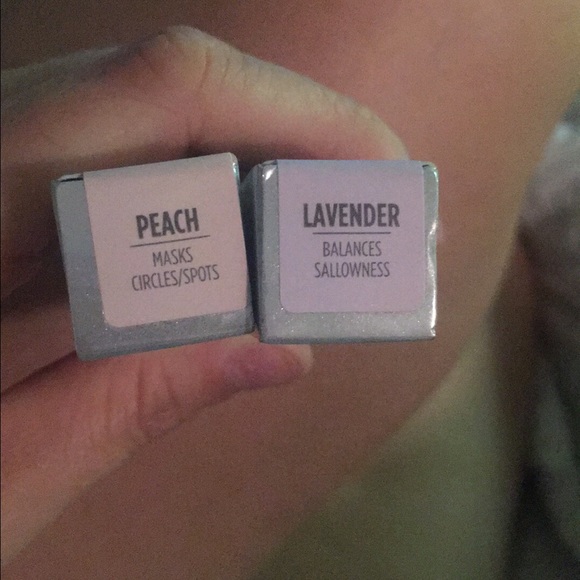 PEACH
MASKS
CIRCLES/SPOTS
LAVENDER
BALANCES
SALLOWNESS